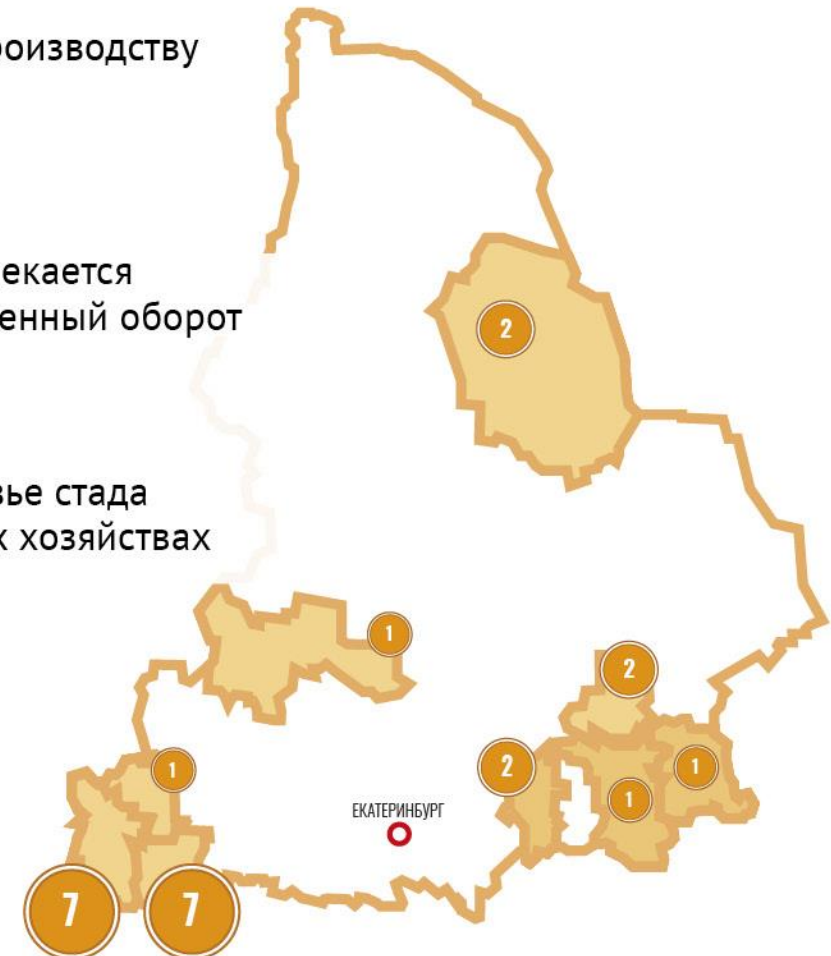 роизводству
екается
енный оборот
вье стада
х хозяйствах
2
1
2
1
2
1
1
ЕКАТЕРИНБУРГ
7
7